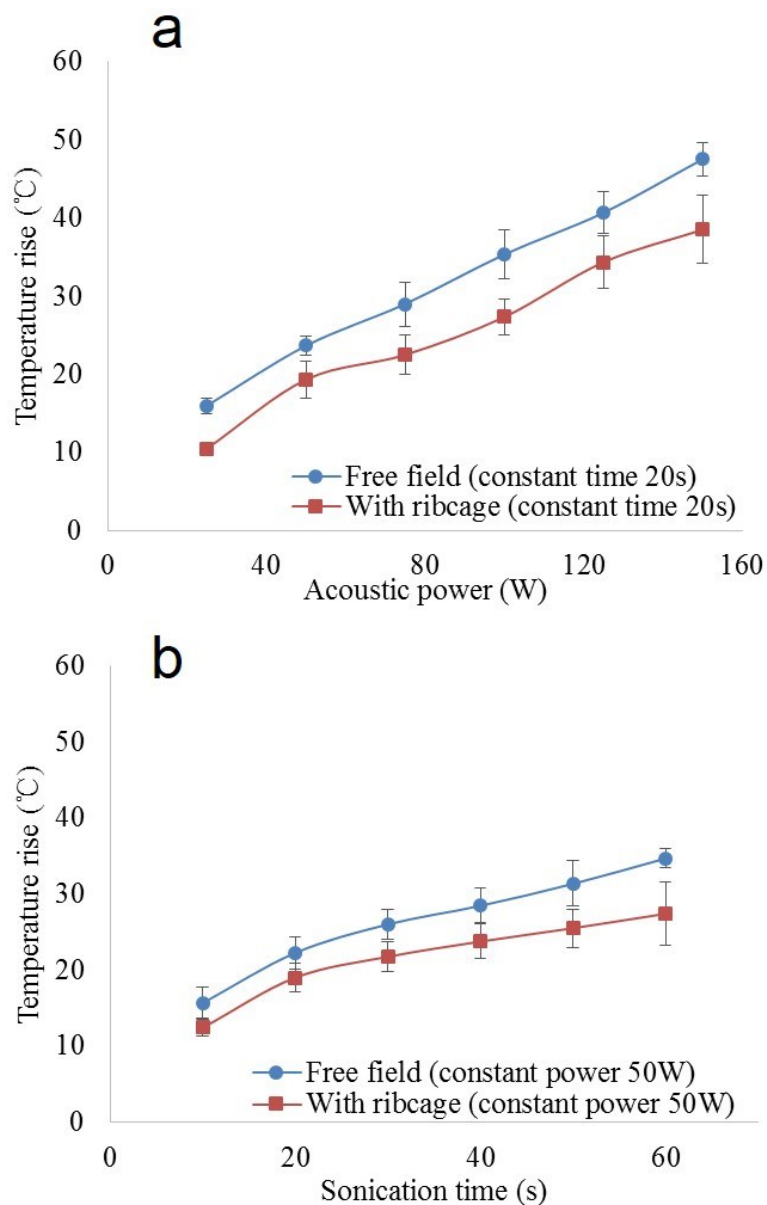 a
60
50
40
30
20
10
0
Temperature rise (℃)
Free field (constant time 20s)
With ribcage (constant time 20s)
0 40 80 120 160
Acoustic power (W)
b
60
50
40
30
20
10
0
Temperature rise (℃)
Free field (constant power 50W)
With ribcage (constant power 50W)
0 20 40 60
Sonication time (s)